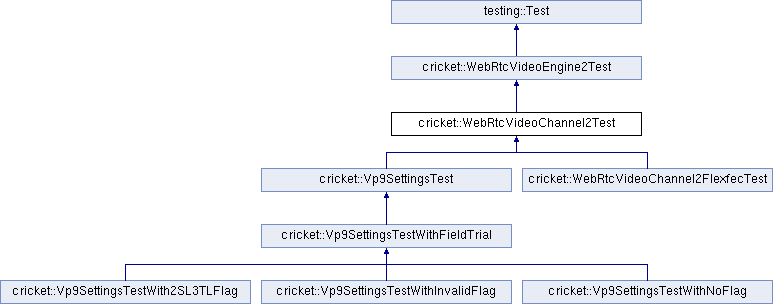 testing::Test
cricket::WebRtcVideoEngine2Test
cricket::WebRtcVideoChannel2Test
cricket::Vp9SettingsTest
cricket::WebRtcVideoChannel2FlexfecTest
cricket::Vp9SettingsTestWithFieldTrial
cricket::Vp9SettingsTestWith2SL3TLFlag
cricket::Vp9SettingsTestWithInvalidFlag
cricket::Vp9SettingsTestWithNoFlag